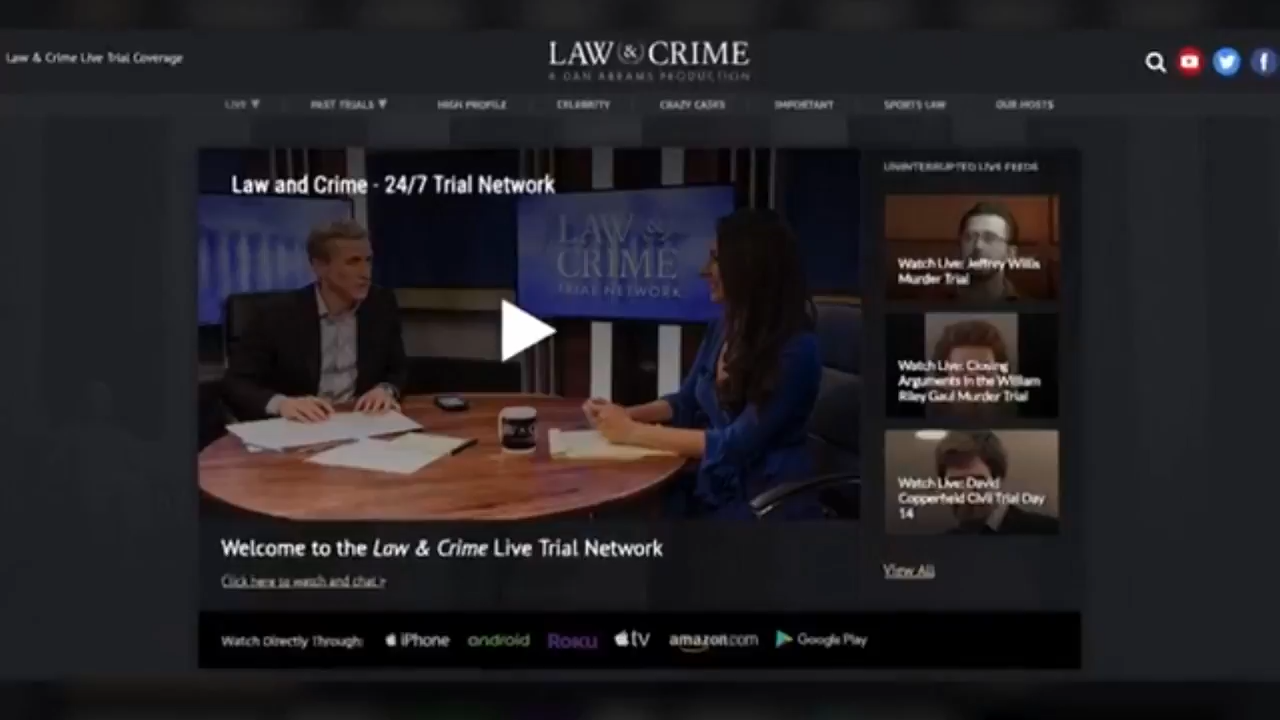 Law & Crime Live Trial Coverage
LAW & CRIME
A DAN ABRAMS PRODUCTION
LIVE ▼
PAST TRIALS ▼
HIGH PROFILE
CELEBRITY
CRAZY CASES
IMPORTANT
SPORTS LAW
OUR HOSTS
Law and Crime - 24/7 Trial Network
LAW &
CRIME
TRIAL NETWORK
UNINTERRUPTED LIVE FEEDS
Watch Live: Jeffrey Willis
Murder Trial
Watch Live: Closing
Arguments in the William
Riley Gaul Murder Trial
Watch Live: David
Copperfield Civil Trial Day
14
View All
Welcome to the Law & Crime Live Trial Network
Click here to watch and chat >
Watch Directly Through:
iPhone
android
ROKU
tv
amazon.com
Google Play